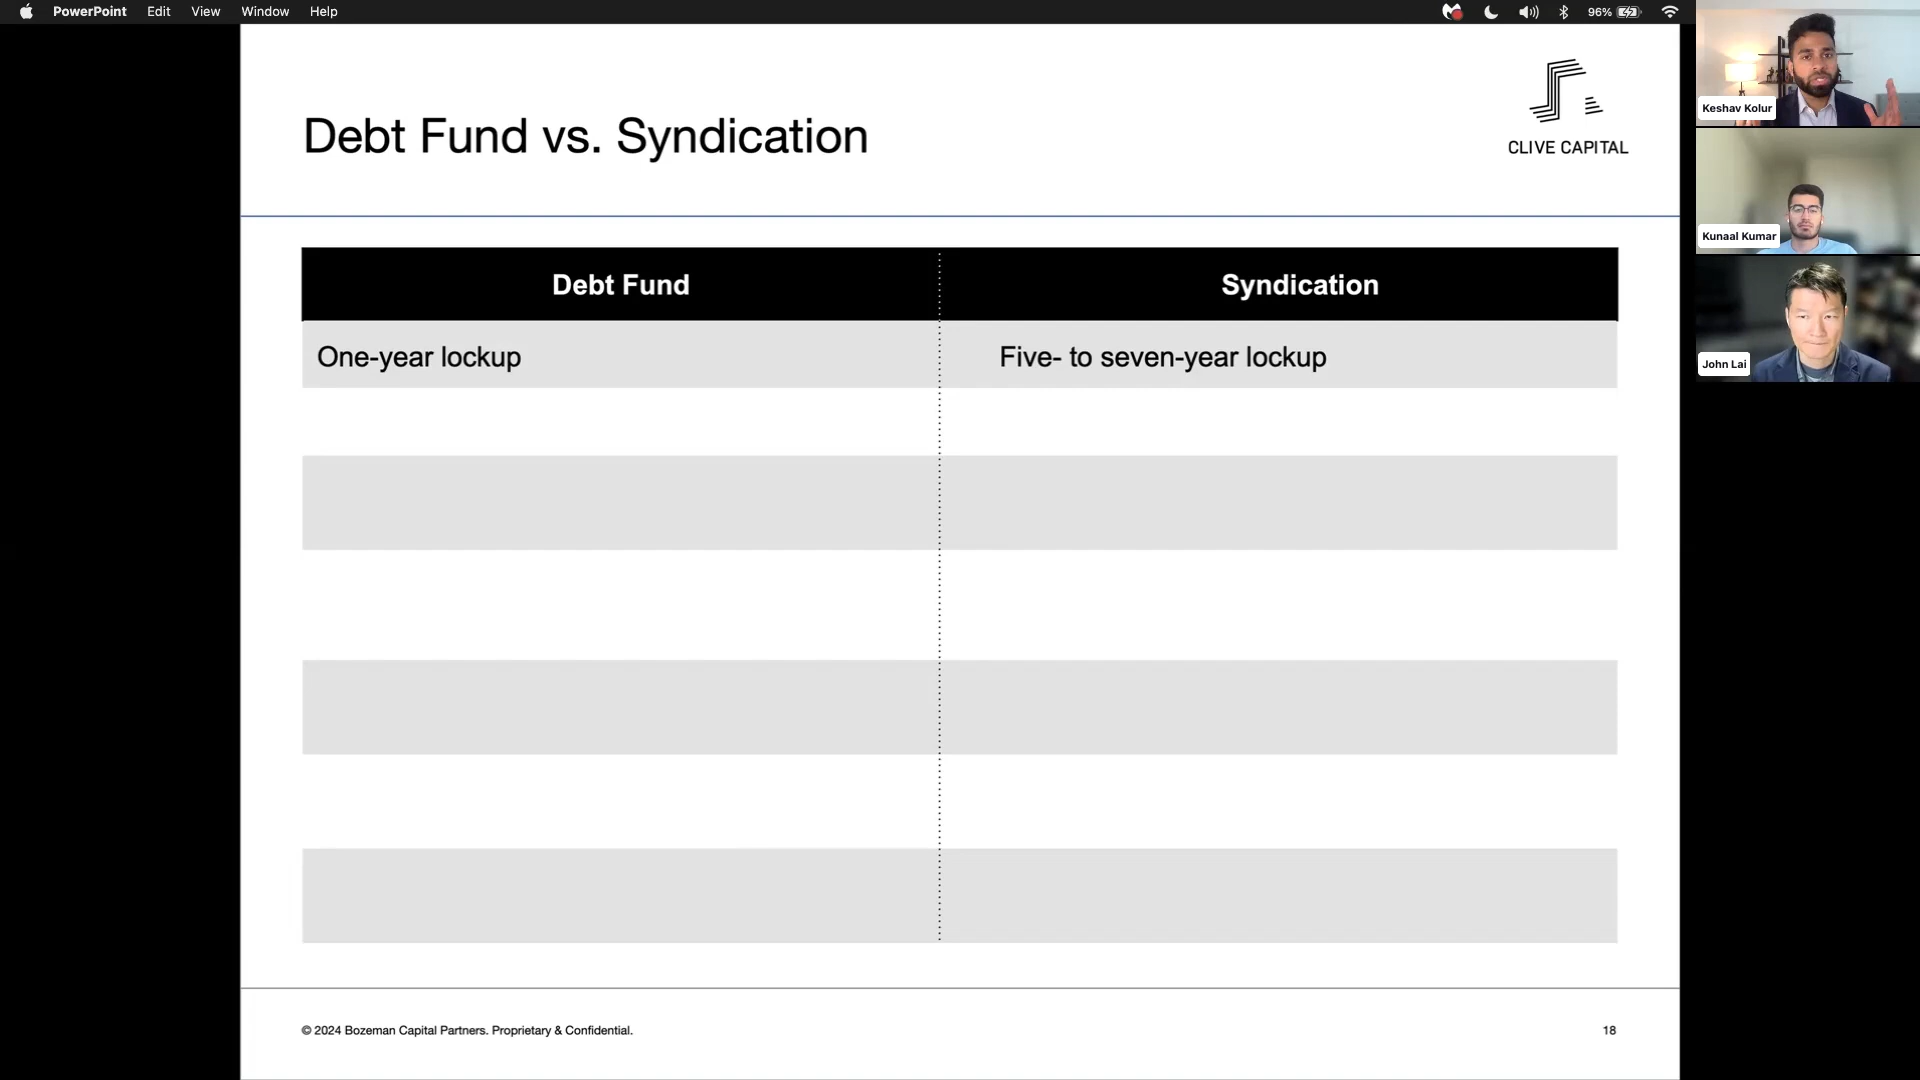 PowerPoint Edit View Window Help 96%
Keshav Kolur
Debt Fund vs. Syndication
CLIVE CAPITAL
Kunaal Kumar
Debt Fund Syndication
John Lai
One-year lockup Five- to seven-year lockup
© 2024 Bozeman Capital Partners. Proprietary & Confidential. 18